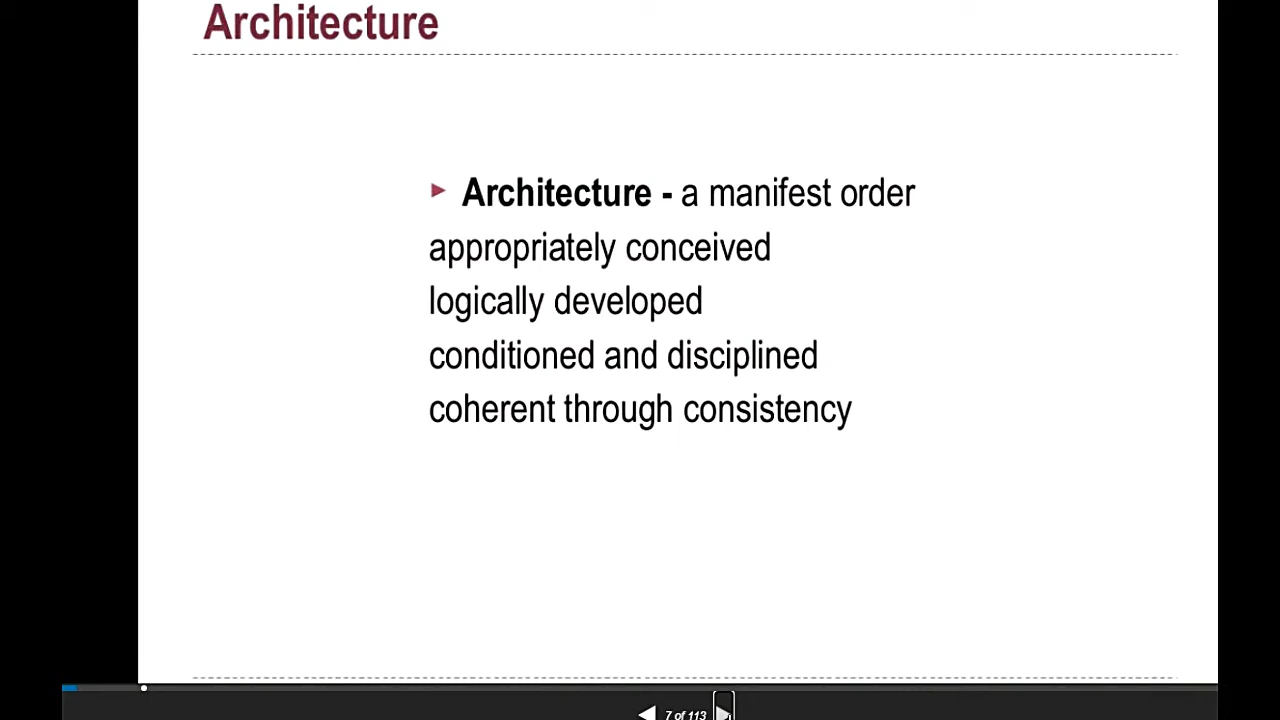 Architecture
Architecture - a manifest order
appropriately conceived
logically developed
conditioned and disciplined
coherent through consistency
7 of 113